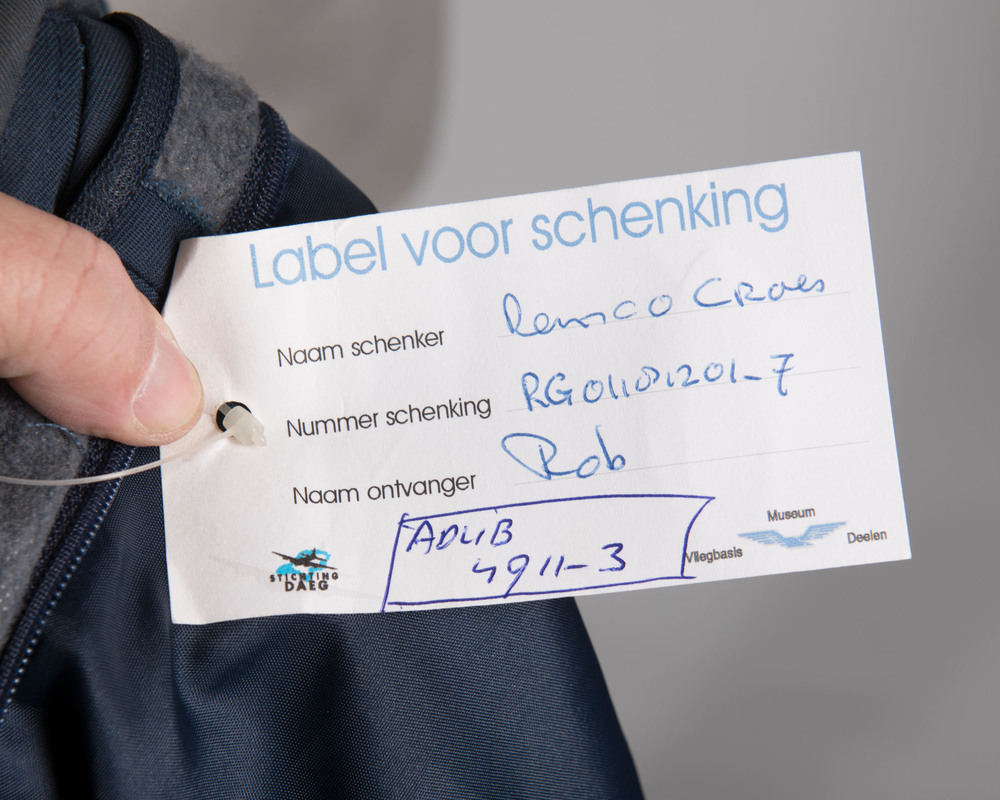 Label voor schenking
Naam schenker Remco Croes
Nummer schenking RG01101201-7
Naam ontvanger Rob
ADLIB
4911-3
STICHTING
DAEG
Museum
Vliegbasis Deelen